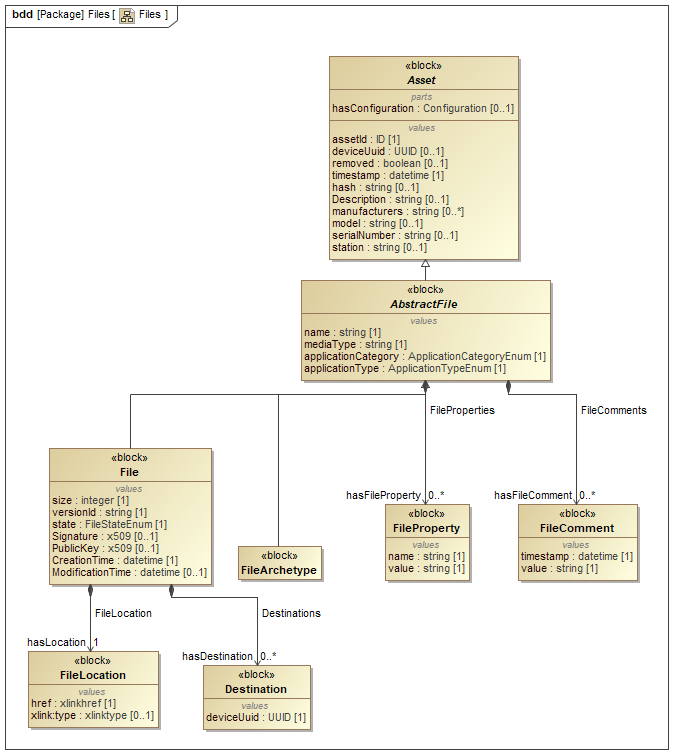 bdd [Package] Files [ Files ]
«block»
Asset
parts
hasConfiguration : Configuration [0..1]
values
assetId : ID [1]
deviceUuid : UUID [0..1]
removed : boolean [0..1]
timestamp : datetime [1]
hash : string [0..1]
Description : string [0..1]
manufacturers : string [0..*]
model : string [0..1]
serialNumber : string [0..1]
station : string [0..1]
«block»
AbstractFile
values
name : string [1]
mediaType : string [1]
applicationCategory : ApplicationCategoryEnum [1]
applicationType : ApplicationTypeEnum [1]
FileProperties
FileComments
«block»
File
values
size : integer [1]
versionId : string [1]
state : FileStateEnum [1]
Signature : x509 [0..1]
PublicKey : x509 [0..1]
CreationTime : datetime [1]
ModificationTime : datetime [0..1]
«block»
FileArchetype
hasFileProperty 0..*
«block»
FileProperty
values
name : string [1]
value : string [1]
hasFileComment 0..*
«block»
FileComment
values
timestamp : datetime [1]
value : string [1]
FileLocation
Destinations
hasLocation 1
«block»
FileLocation
values
href : xlinkhref [1]
xlink:type : xlinktype [0..1]
hasDestination 0..*
«block»
Destination
values
deviceUuid : UUID [1]